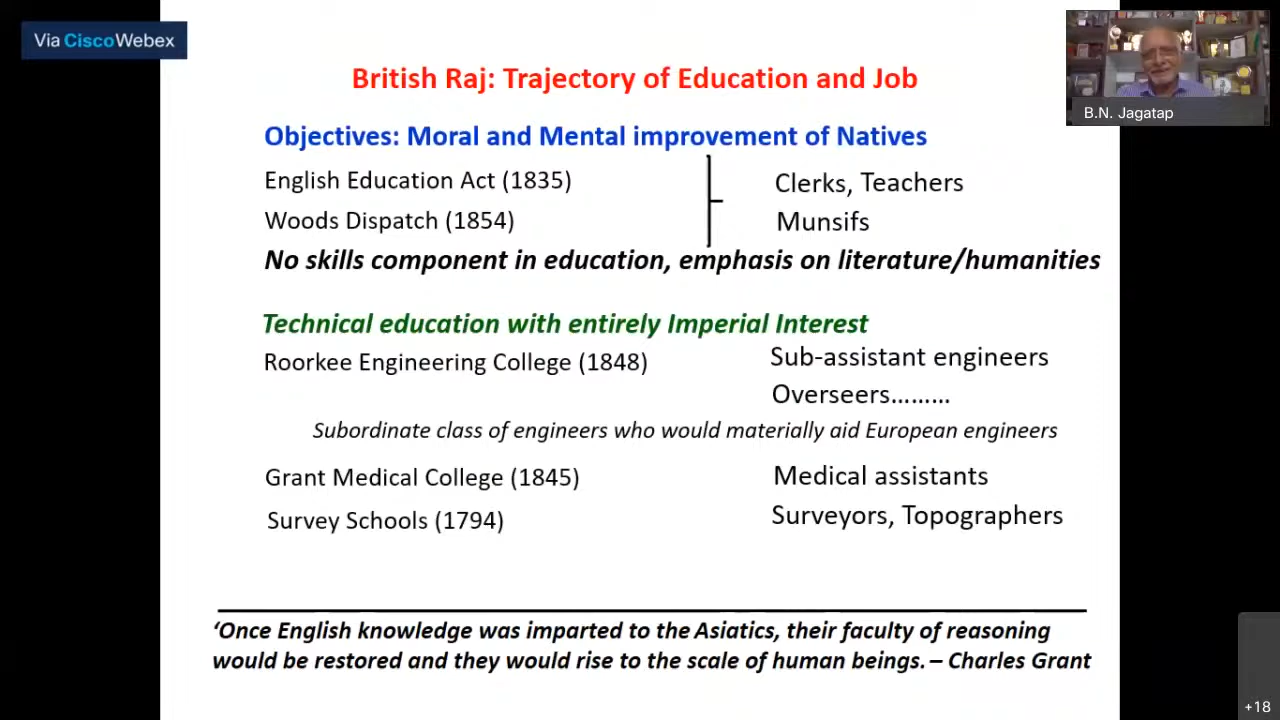 Via CiscoWebex
B.N. Jagatap
British Raj: Trajectory of Education and Job
Objectives: Moral and Mental improvement of Natives
English Education Act (1835)
Clerks, Teachers
Woods Dispatch (1854)
Munsifs
No skills component in education, emphasis on literature/humanities
Technical education with entirely Imperial Interest
Roorkee Engineering College (1848)
Sub-assistant engineers
Overseers.........
Subordinate class of engineers who would materially aid European engineers
Grant Medical College (1845)
Medical assistants
Survey Schools (1794)
Surveyors, Topographers
‘Once English knowledge was imparted to the Asiatics, their faculty of reasoning
would be restored and they would rise to the scale of human beings. – Charles Grant
+18